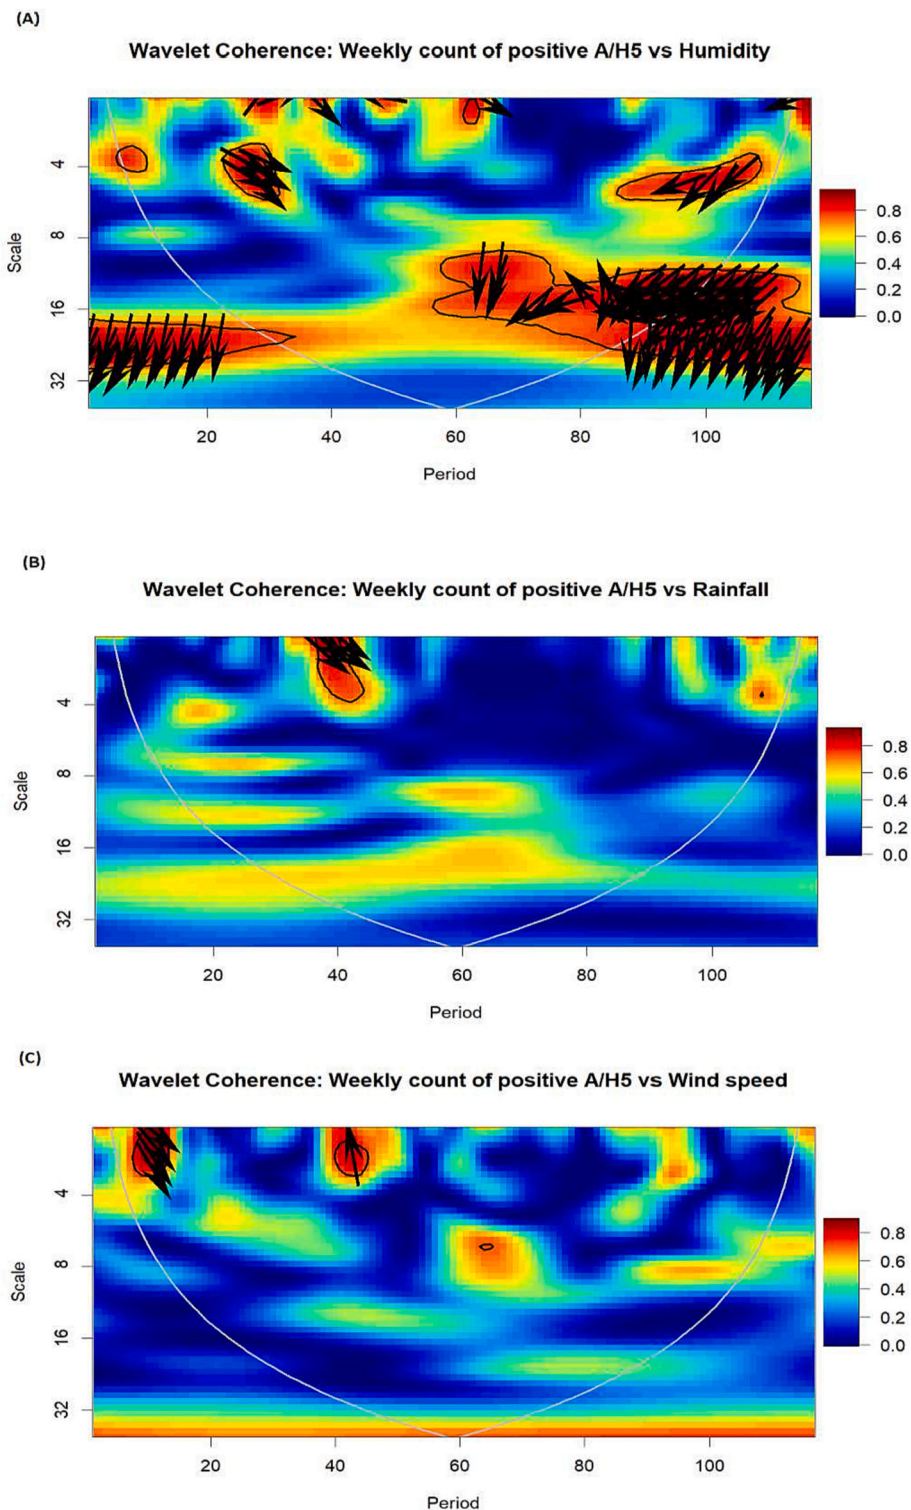 (A)
Wavelet Coherence: Weekly count of positive A/H5 vs Humidity
Scale
4
8
16
32
20 40 60 80 100
Period
0.8
0.6
0.4
0.2
0.0
(B)
Wavelet Coherence: Weekly count of positive A/H5 vs Rainfall
Scale
4
8
16
32
20 40 60 80 100
Period
0.8
0.6
0.4
0.2
0.0
(C)
Wavelet Coherence: Weekly count of positive A/H5 vs Wind speed
Scale
4
8
16
32
20 40 60 80 100
Period
0.8
0.6
0.4
0.2
0.0